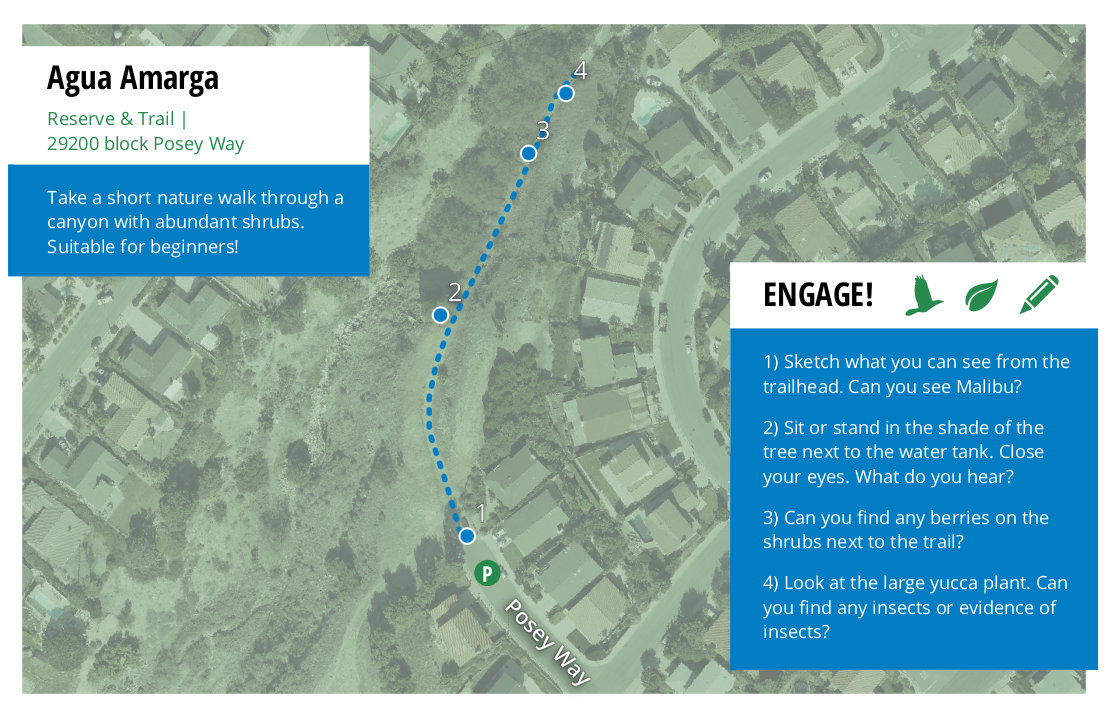 Agua Amarga
Reserve & Trail |
29200 block Posey Way
Take a short nature walk through a
canyon with abundant shrubs.
Suitable for beginners!
4
3
2
1
P
Posey Way
ENGAGE!
1) Sketch what you can see from the
trailhead. Can you see Malibu?
2) Sit or stand in the shade of the
tree next to the water tank. Close
your eyes. What do you hear?
3) Can you find any berries on the
shrubs next to the trail?
4) Look at the large yucca plant. Can
you find any insects or evidence of
insects?